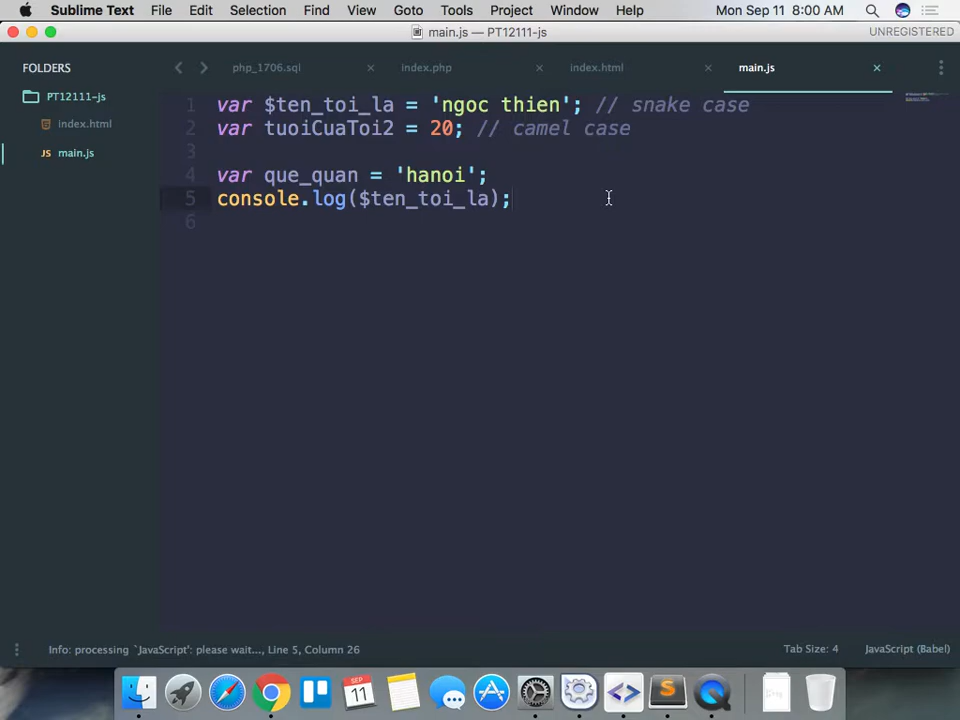 Sublime Text File Edit Selection Find View Goto Tools Project Window Help Mon Sep 11 8:00 AM
main.js — PT12111-js UNREGISTERED
FOLDERS
PT12111-js
index.html
JS main.js
php_1706.sql × index.php × index.html × main.js ×
1 var $ten_toi_la = 'ngoc thien'; // snake case
2 var tuoiCuaToi2 = 20; // camel case
3
4 var que_quan = 'hanoi';
5 console.log($ten_toi_la);
6
Info: processing `JavaScript': please wait..., Line 5, Column 26 Tab Size: 4 JavaScript (Babel)
SEP
11